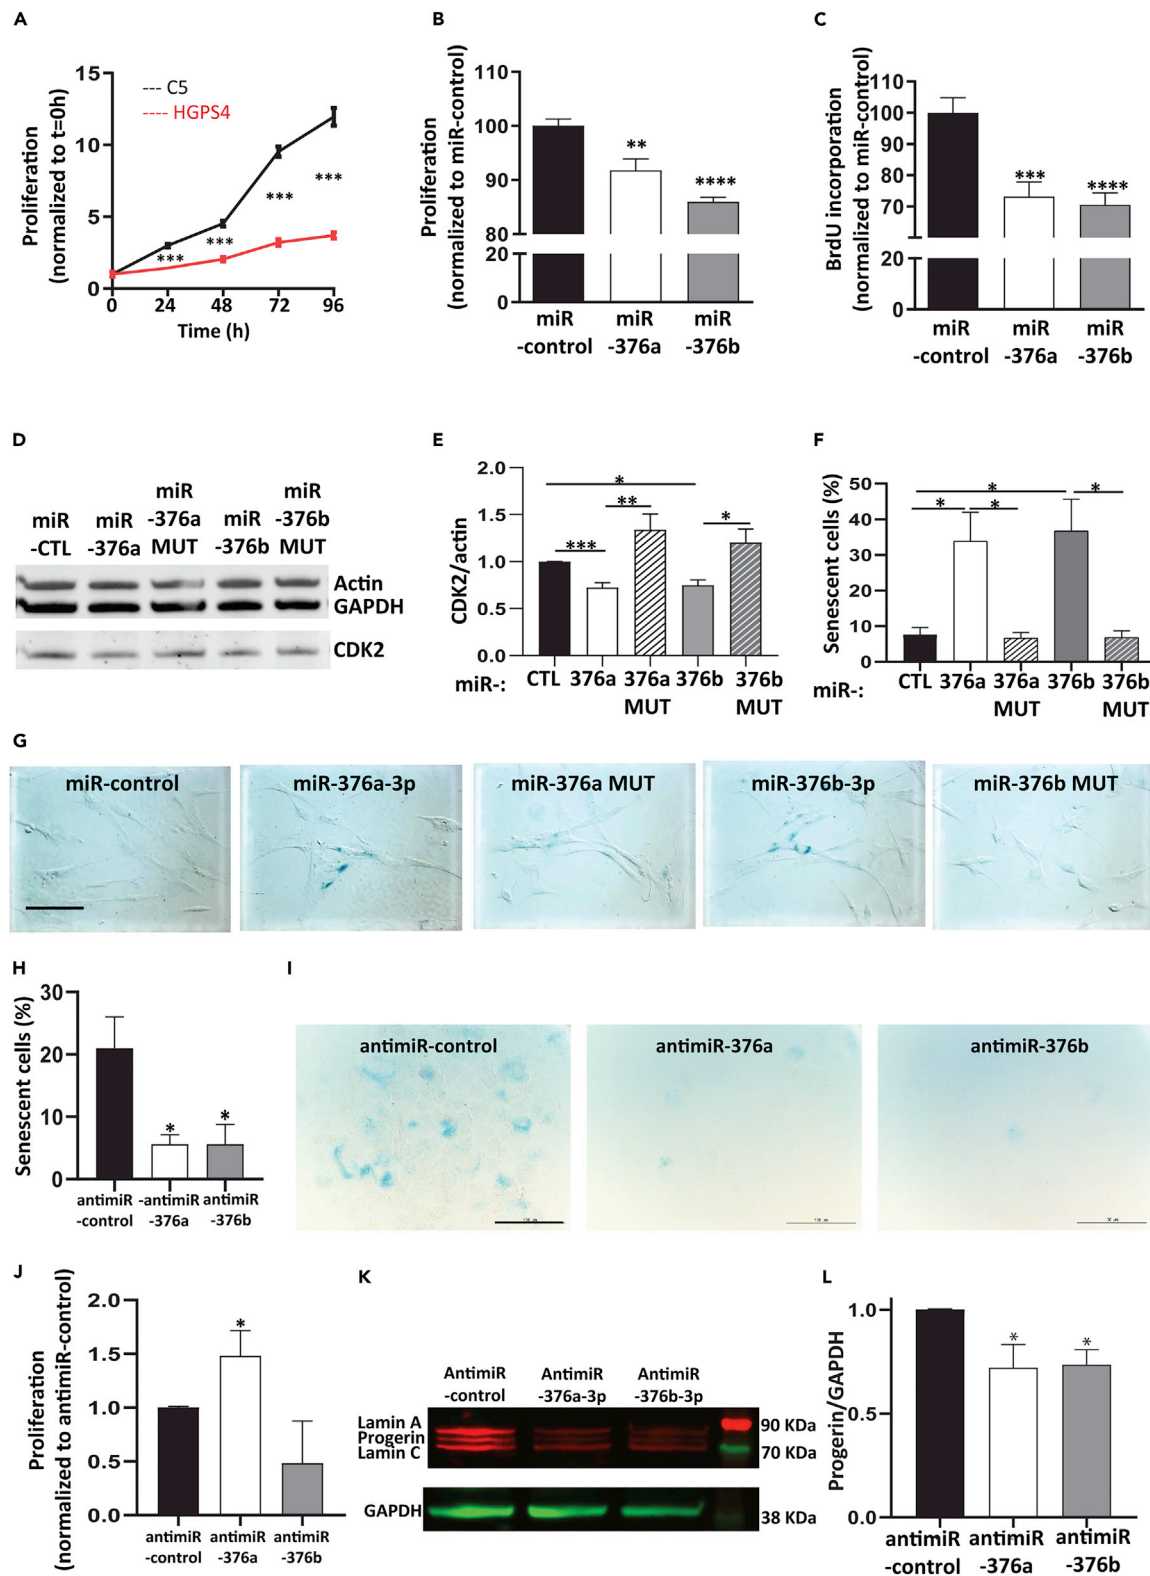 A
Proliferation
(normalized to t=0h)
15
10
5
0
--- C5
---- HGPS4
***
***
***
***
0 24 48 72 96
Time (h)
B
Proliferation
(normalized to miR-control)
110
100
90
80
20
0
**
****
miR miR miR
-control -376a -376b
C
BrdU incorporation
(normalized to miR-control)
110
100
90
80
70
20
0
***
****
miR miR miR
-control -376a -376b
D
miR
-CTL
miR
-376a
miR
-376a
MUT
miR
-376b
miR
-376b
MUT
Actin
GAPDH
CDK2
E
CDK2/actin
2.0
1.5
1.0
0.5
0.0
*
**
*
***
miR-: CTL 376a 376a 376b 376b
MUT MUT
F
Senescent cells (%)
50
40
30
20
10
0
*
*
*
*
miR-: CTL 376a 376a 376b 376b
MUT MUT
G
miR-control
miR-376a-3p
miR-376a MUT
miR-376b-3p
miR-376b MUT
H
Senescent cells (%)
30
20
10
0
*
*
antimiR -antimiR antimiR
-control -376a -376b
I
antimiR-control
antimiR-376a
antimiR-376b
J
Proliferation
(normalized to antimiR-control)
2.0
1.5
1.0
0.5
0.0
*
antimiR antimiR antimiR
-control -376a -376b
K
AntimiR AntimiR AntimiR
-control -376a-3p -376b-3p
Lamin A
Progerin
Lamin C
90 KDa
70 KDa
GAPDH
38 KDa
L
Progerin/GAPDH
1.0
0.5
0.0
*
*
antimiR antimiR antimiR
-control -376a -376b